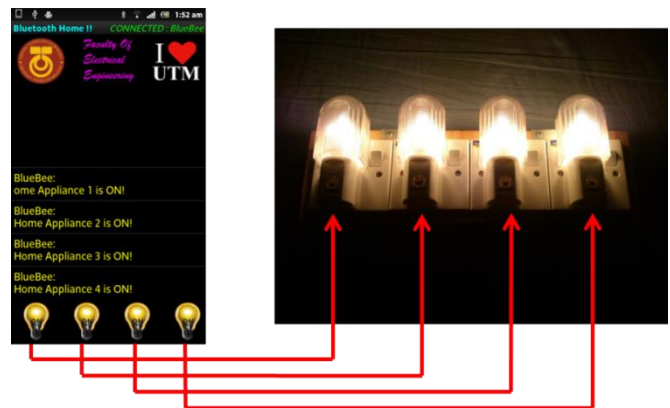 1:52 am
Bluetooth Home !! CONNECTED : BlueBee
Faculty Of
Electrical
Engineering
I
UTM
BlueBee:
ome Appliance 1 is ON!
BlueBee:
Home Appliance 2 is ON!
BlueBee:
Home Appliance 3 is ON!
BlueBee:
Home Appliance 4 is ON!